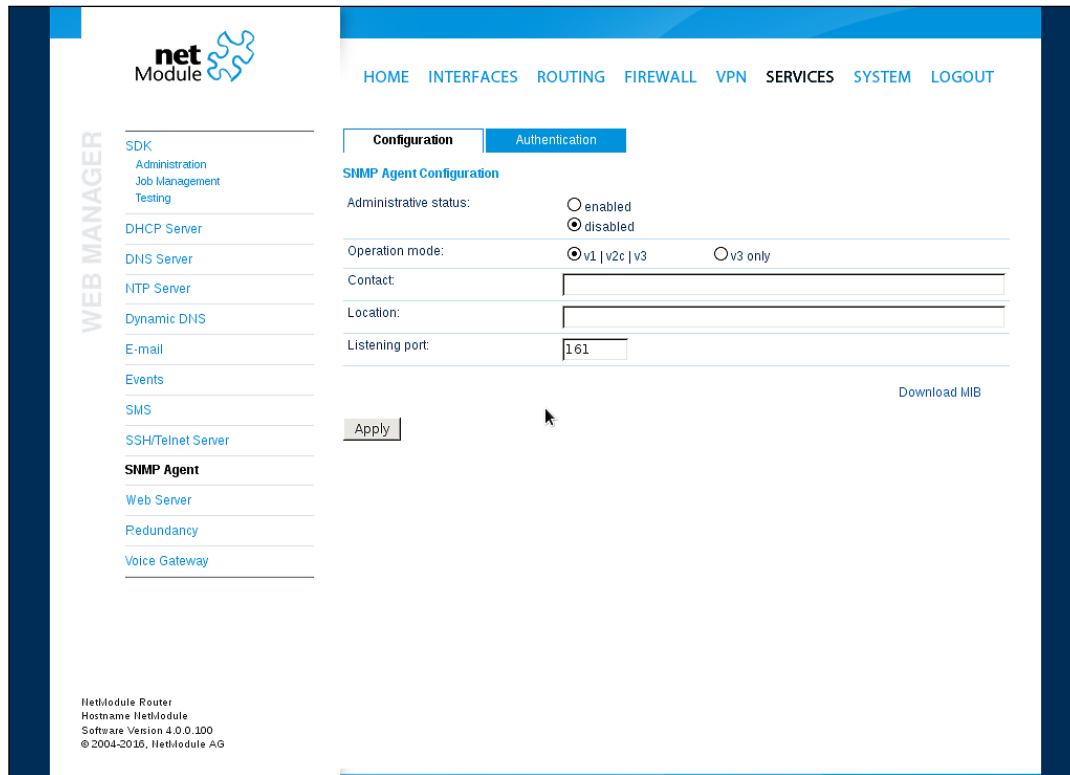 net
Module
HOME INTERFACES ROUTING FIREWALL VPN SERVICES SYSTEM LOGOUT
WEB MANAGER
SDK
Administration
Job Management
Testing
DHCP Server
DNS Server
NTP Server
Dynamic DNS
E-mail
Events
SMS
SSH/Telnet Server
SNMP Agent
Web Server
Redundancy
Voice Gateway
Configuration Authentication
SNMP Agent Configuration
Administrative status: enabled
disabled
Operation mode: v1 | v2c | v3 v3 only
Contact:
Location:
Listening port: 161
Download MIB
Apply
NetModule Router
Hostname NetModule
Software Version 4.0.0.100
© 2004-2016, NetModule AG